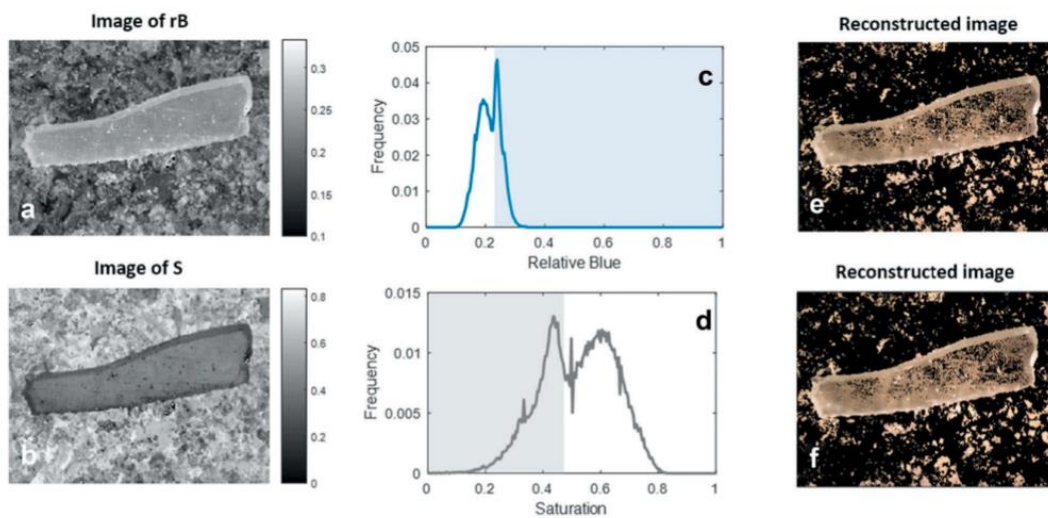 Image of rB
a
0.3
0.25
0.2
0.15
0.1
Frequency
0.05
0.04
0.03
0.02
0.01
0
c
0
0.2
0.4
0.6
0.8
1
Relative Blue
Reconstructed image
e
Image of S
b
0.8
0.6
0.4
0.2
0
Frequency
0.015
0.01
0.005
0
d
0
0.2
0.4
0.6
0.8
1
Saturation
Reconstructed image
f